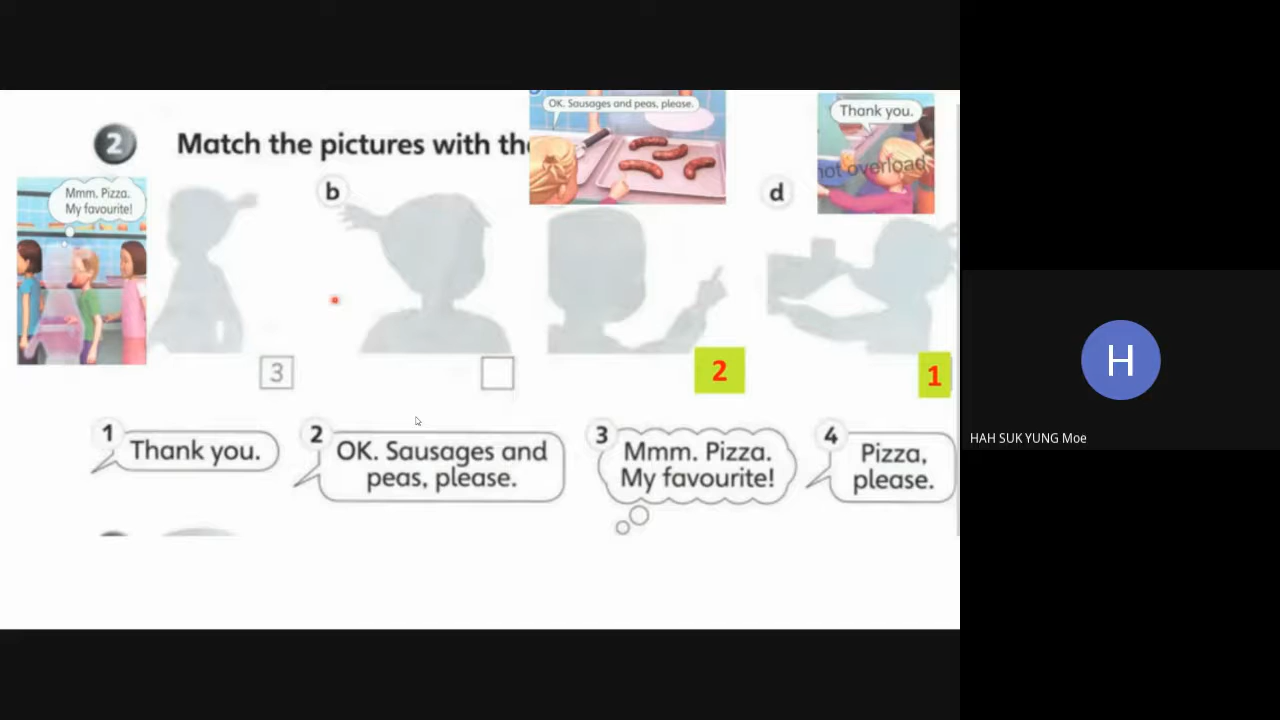 2 Match the pictures with the
OK. Sausages and peas, please.
Thank you.
not overload
Mmm. Pizza.
My favourite!
b
d
3
2
1
1 Thank you.
2 OK. Sausages and
peas, please.
3 Mmm. Pizza.
My favourite!
4 Pizza,
please.
H
HAH SUK YUNG Moe